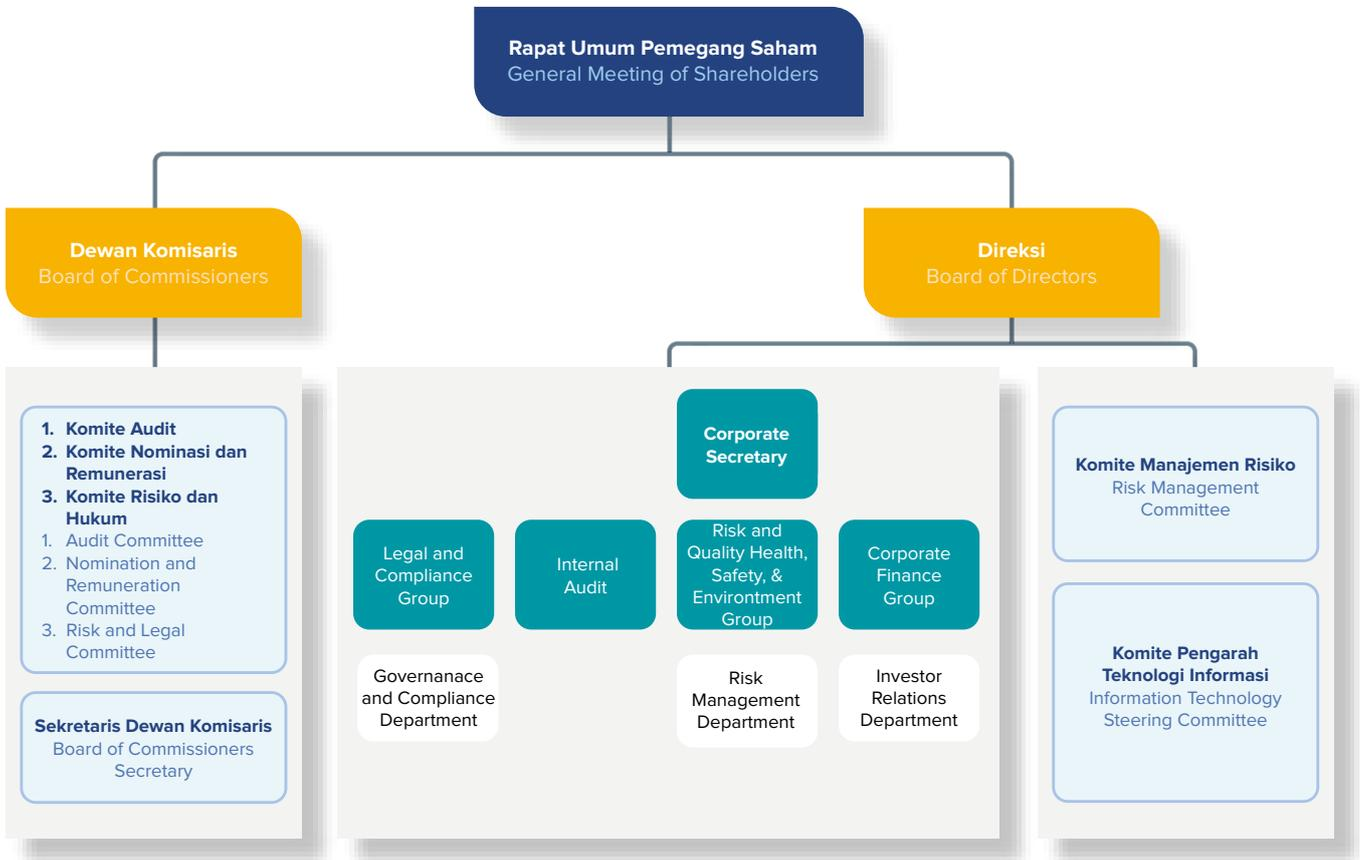 Rapat Umum Pemegang Saham
General Meeting of Shareholders
Dewan Komisaris
Board of Commissioners
Direksi
Board of Directors
1. Komite Audit
2. Komite Nominasi dan
Remunerasi
3. Komite Risiko dan
Hukum
1. Audit Committee
2. Nomination and
Remuneration
Committee
3. Risk and Legal
Committee
Sekretaris Dewan Komisaris
Board of Commissioners
Secretary
Corporate
Secretary
Legal and
Compliance
Group
Internal
Audit
Risk and
Quality Health,
Safety, &
Environtment
Group
Corporate
Finance
Group
Governanace
and Compliance
Department
Risk
Management
Department
Investor
Relations
Department
Komite Manajemen Risiko
Risk Management
Committee
Komite Pengarah
Teknologi Informasi
Information Technology
Steering Committee